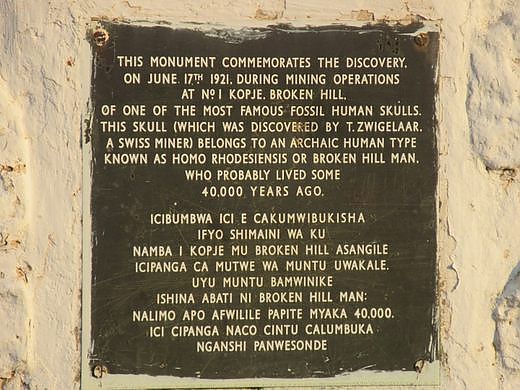 THIS MONUMENT COMMEMORATES THE DISCOVERY,
ON JUNE 17TH 1921, DURING MINING OPERATIONS
AT No 1 KOPJE, BROKEN HILL,
OF ONE OF THE MOST FAMOUS FOSSIL HUMAN SKULLS.
THIS SKULL (WHICH WAS DISCOVERED BY T. ZWIGELAAR,
A SWISS MINER) BELONGS TO AN ARCHAIC HUMAN TYPE
KNOWN AS HOMO RHODESIENSIS OR BROKEN HILL MAN,
WHO PROBABLY LIVED SOME
40,000 YEARS AGO.
ICIBUMBWA ICI E CAKUMWIBUKISHA
IFYO SHIMAINI WA KU
NAMBA I KOPJE MU BROKEN HILL ASANGILE
ICIPANGA CA MUTWE WA MUNTU UWAKALE.
UYU MUNTU BAMWINIKE
ISHINA ABATI NI BROKEN HILL MAN:
NALIMO APO AFWILILE PAPITE MYAKA 40,000.
ICI CIPANGA NACO CINTU CALUMBUKA
NGANSHI PANWESONDE